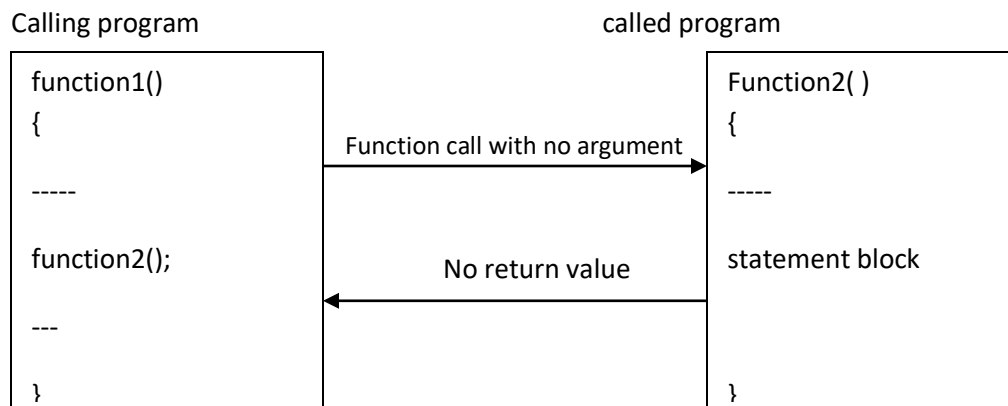 Calling program
called program
function1()
{
-----
function2();
---
}
Function call with no argument
No return value
Function2( )
{
-----
statement block
}